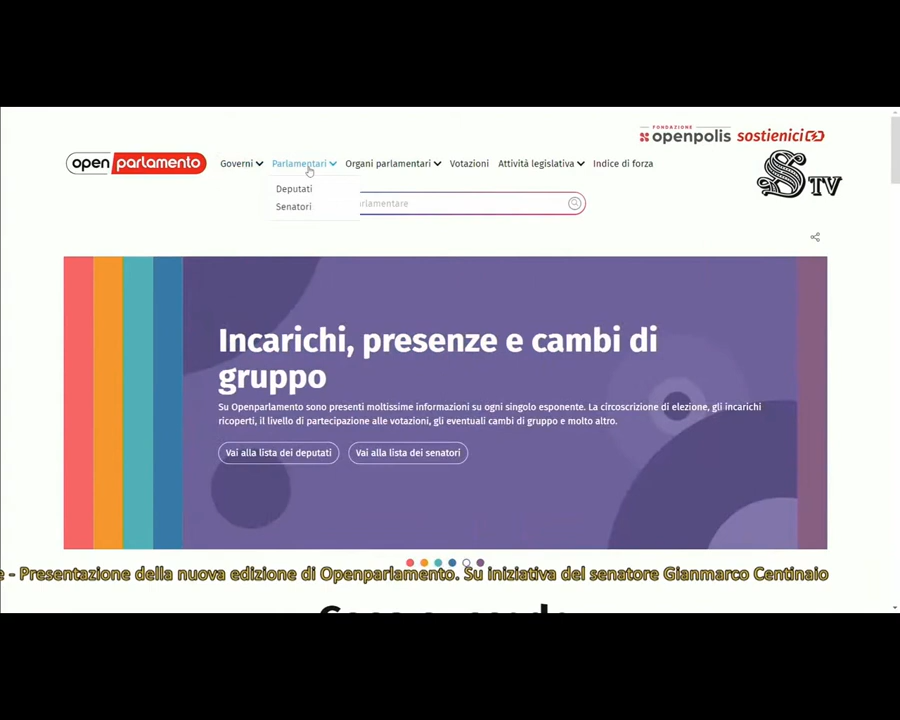 FONDAZIONE
openpolis sostienici
open parlamento Governi Parlamentari Organi parlamentari Votazioni Attività legislativa Indice di forza
S TV
Deputati
Senatori
parlamentare
Incarichi, presenze e cambi di
gruppo
Su Openparlamento sono presenti moltissime informazioni su ogni singolo esponente. La circoscrizione di elezione, gli incarichi
ricoperti, il livello di partecipazione alle votazioni, gli eventuali cambi di gruppo e molto altro.
Vai alla lista dei deputati Vai alla lista dei senatori
e - Presentazione della nuova edizione di Openparlamento. Su iniziativa del senatore Gianmarco Centinaio